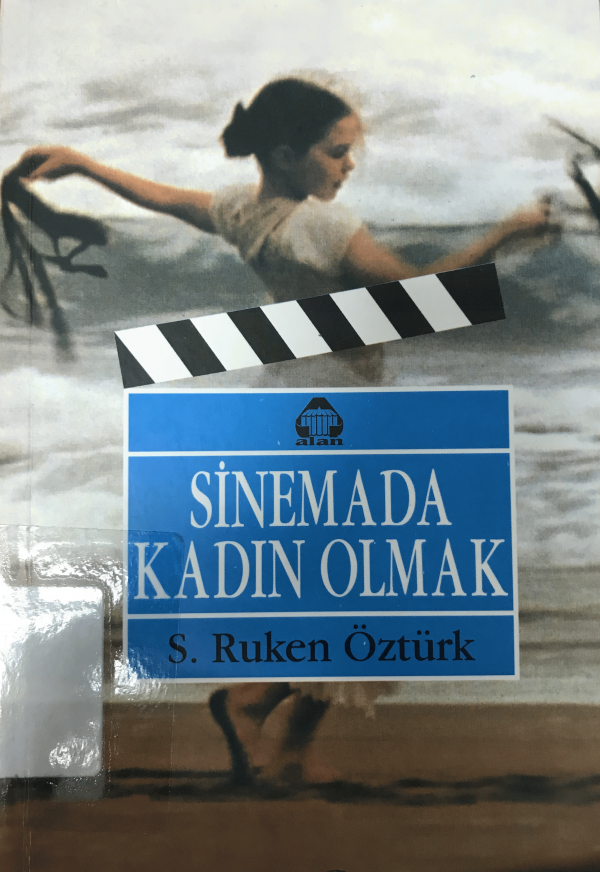 alan
SİNEMADA
KADIN OLMAK
S. Ruken Öztürk